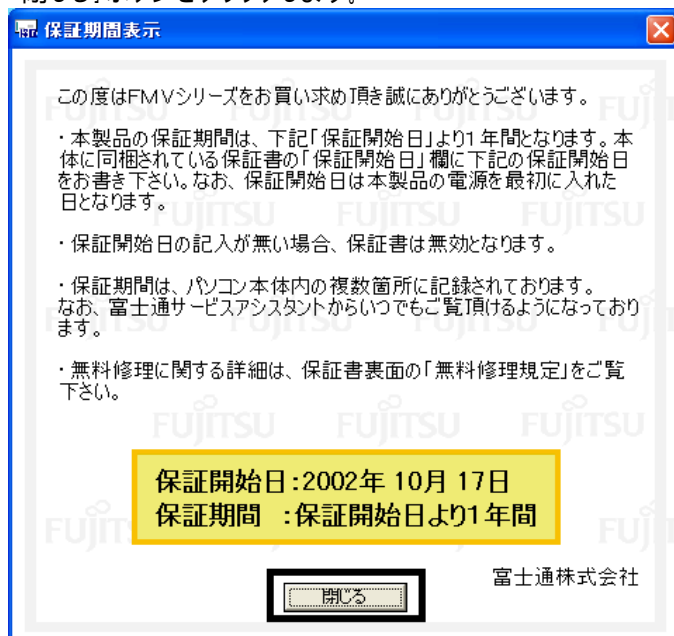 閉じる」ボタンをクリックします。
保証期間表示
この度はFMVシリーズをお買い求め頂き誠にありがとうございます。
・本製品の保証期間は、下記「保証開始日」より1年間となります。本
体に同梱されている保証書の「保証開始日」欄に下記の保証開始日
をお書き下さい。なお、保証開始日は本製品の電源を最初に入れた
日となります。
・保証開始日の記入が無い場合、保証書は無効となります。
・保証期間は、パソコン本体内の複数箇所に記録されております。
なお、富士通サービスアシスタントからいつでもご覧頂けるようになっており
ます。
・無料修理に関する詳細は、保証書裏面の「無料修理規定」をご覧
下さい。
FUJITSU FUJITSU FUJITSU
保証開始日:2002年 10月 17日
保証期間 :保証開始日より1年間
富士通株式会社
閉じる